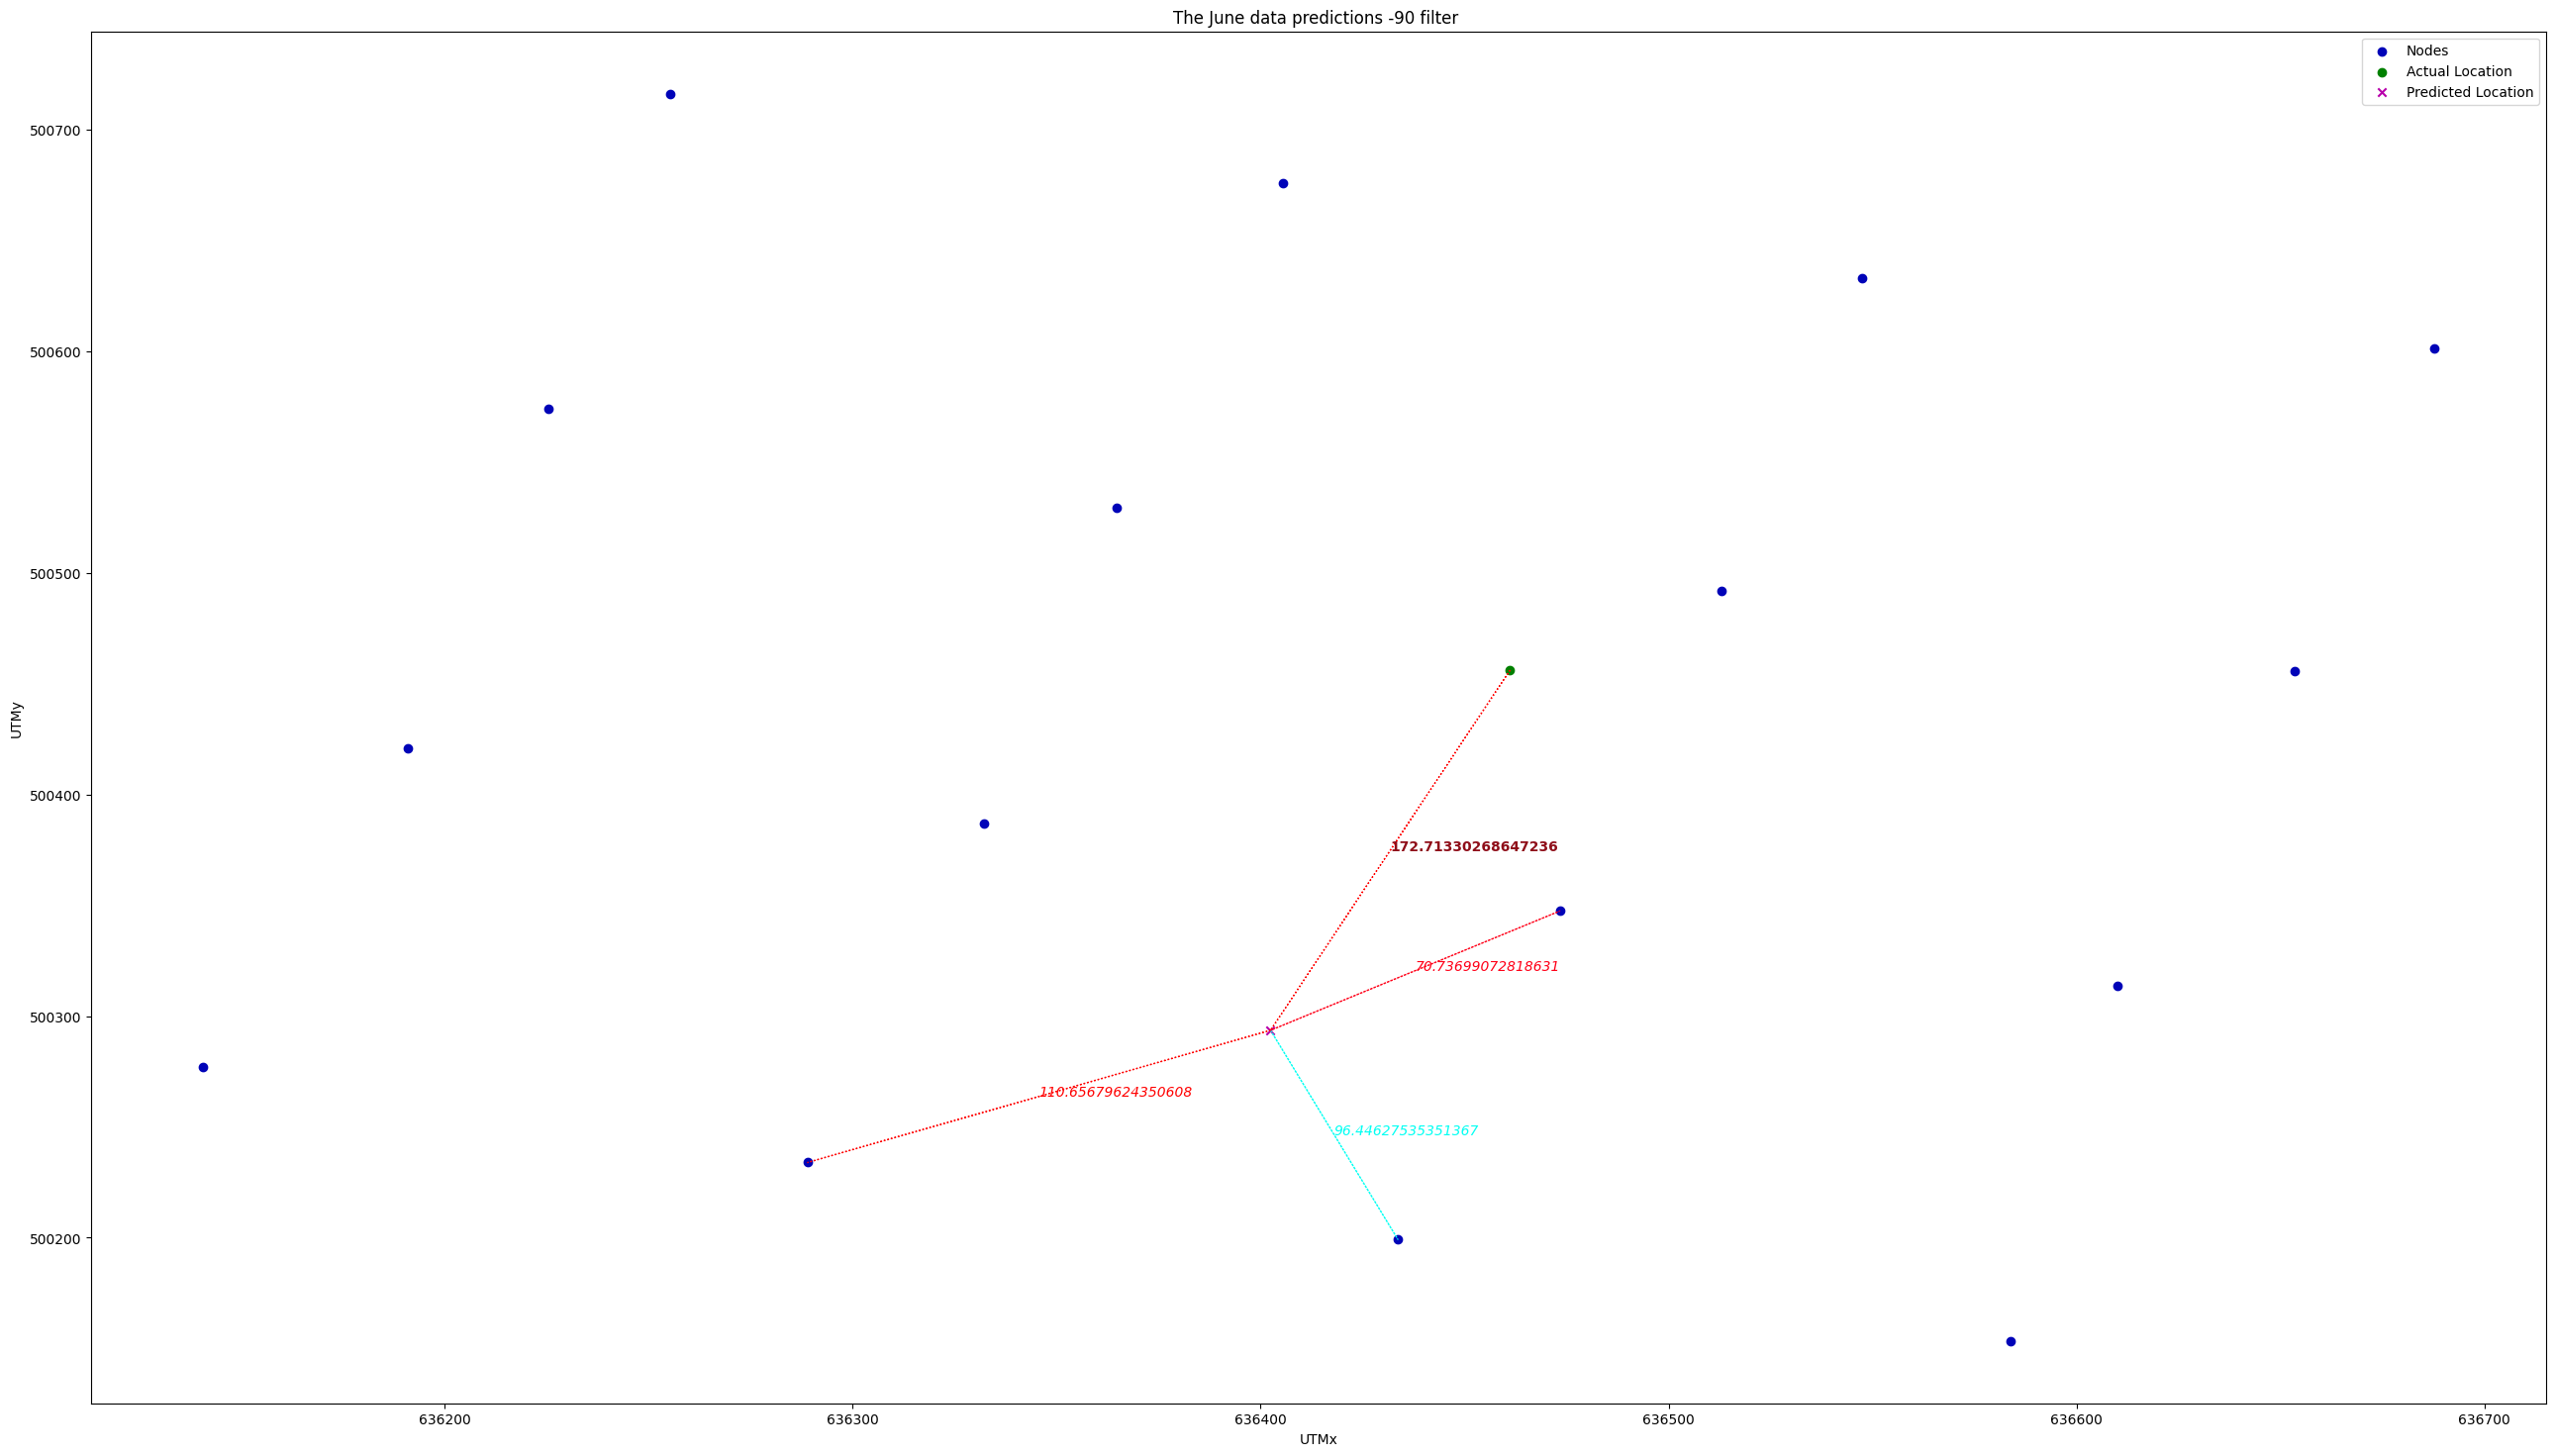 The June data predictions -90 filter
Nodes
Actual Location
Predicted Location
500700
500600
500500
500400
500300
500200
UTMy
172.71330268647236
70.73699072818631
110.65679624350608
96.44627535351367
636200
636300
636400
636500
636600
636700
UTMx